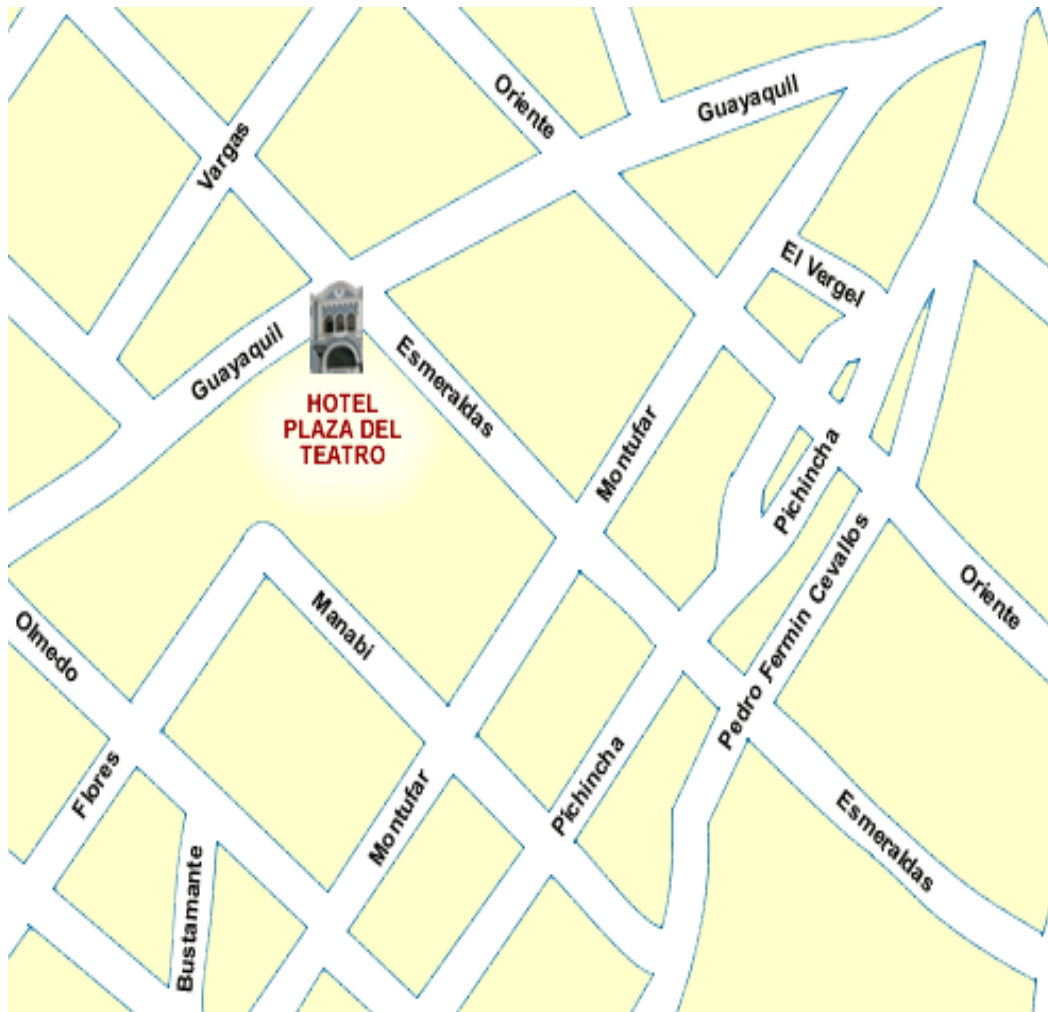 Oriente
Guayaquil
Vargas
El Vergel
Guayaquil
Esmeraldas
HOTEL
PLAZA DEL
TEATRO
Montufar
Pichincha
Pedro Fermin Cevallos
Oriente
Manabi
Olmedo
Flores
Montufar
Pichincha
Esmeraldas
Bustamante